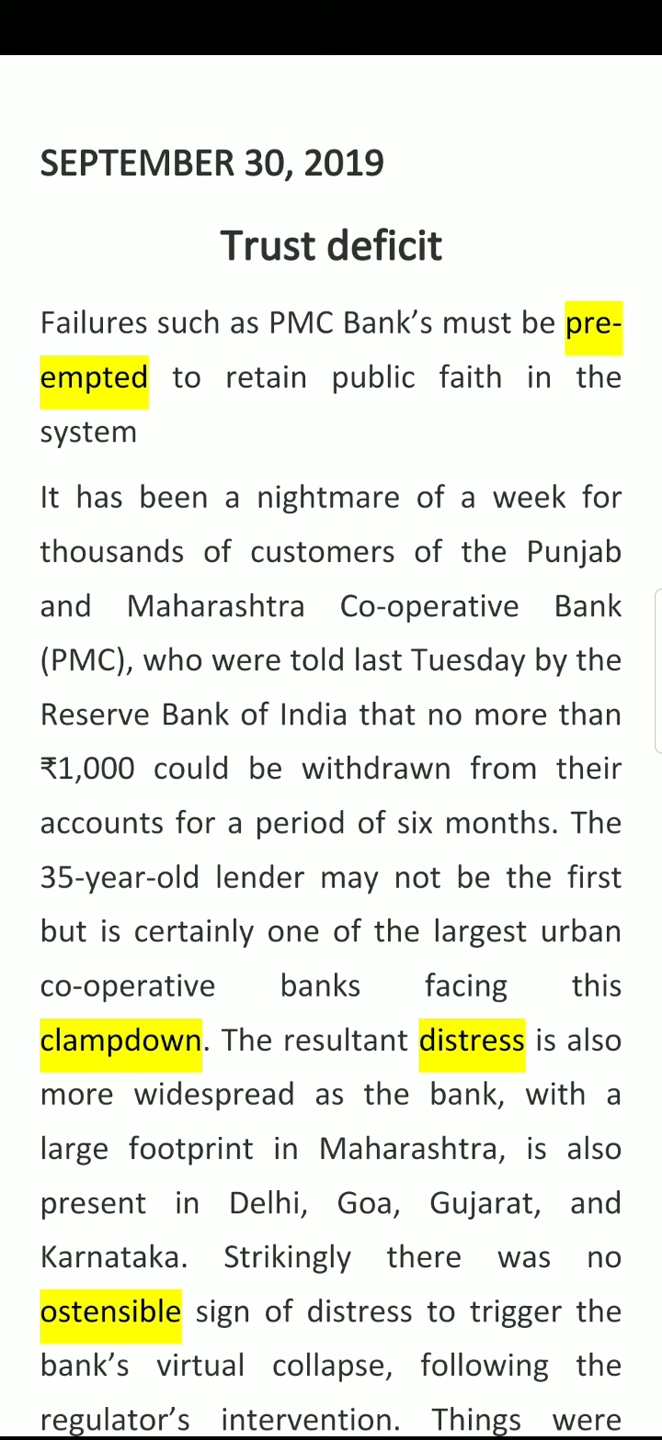 SEPTEMBER 30, 2019
Trust deficit
Failures such as PMC Bank’s must be pre-
empted to retain public faith in the
system
It has been a nightmare of a week for
thousands of customers of the Punjab
and Maharashtra Co-operative Bank
(PMC), who were told last Tuesday by the
Reserve Bank of India that no more than
₹1,000 could be withdrawn from their
accounts for a period of six months. The
35-year-old lender may not be the first
but is certainly one of the largest urban
co-operative banks facing this
clampdown. The resultant distress is also
more widespread as the bank, with a
large footprint in Maharashtra, is also
present in Delhi, Goa, Gujarat, and
Karnataka. Strikingly there was no
ostensible sign of distress to trigger the
bank’s virtual collapse, following the
regulator’s intervention. Things were